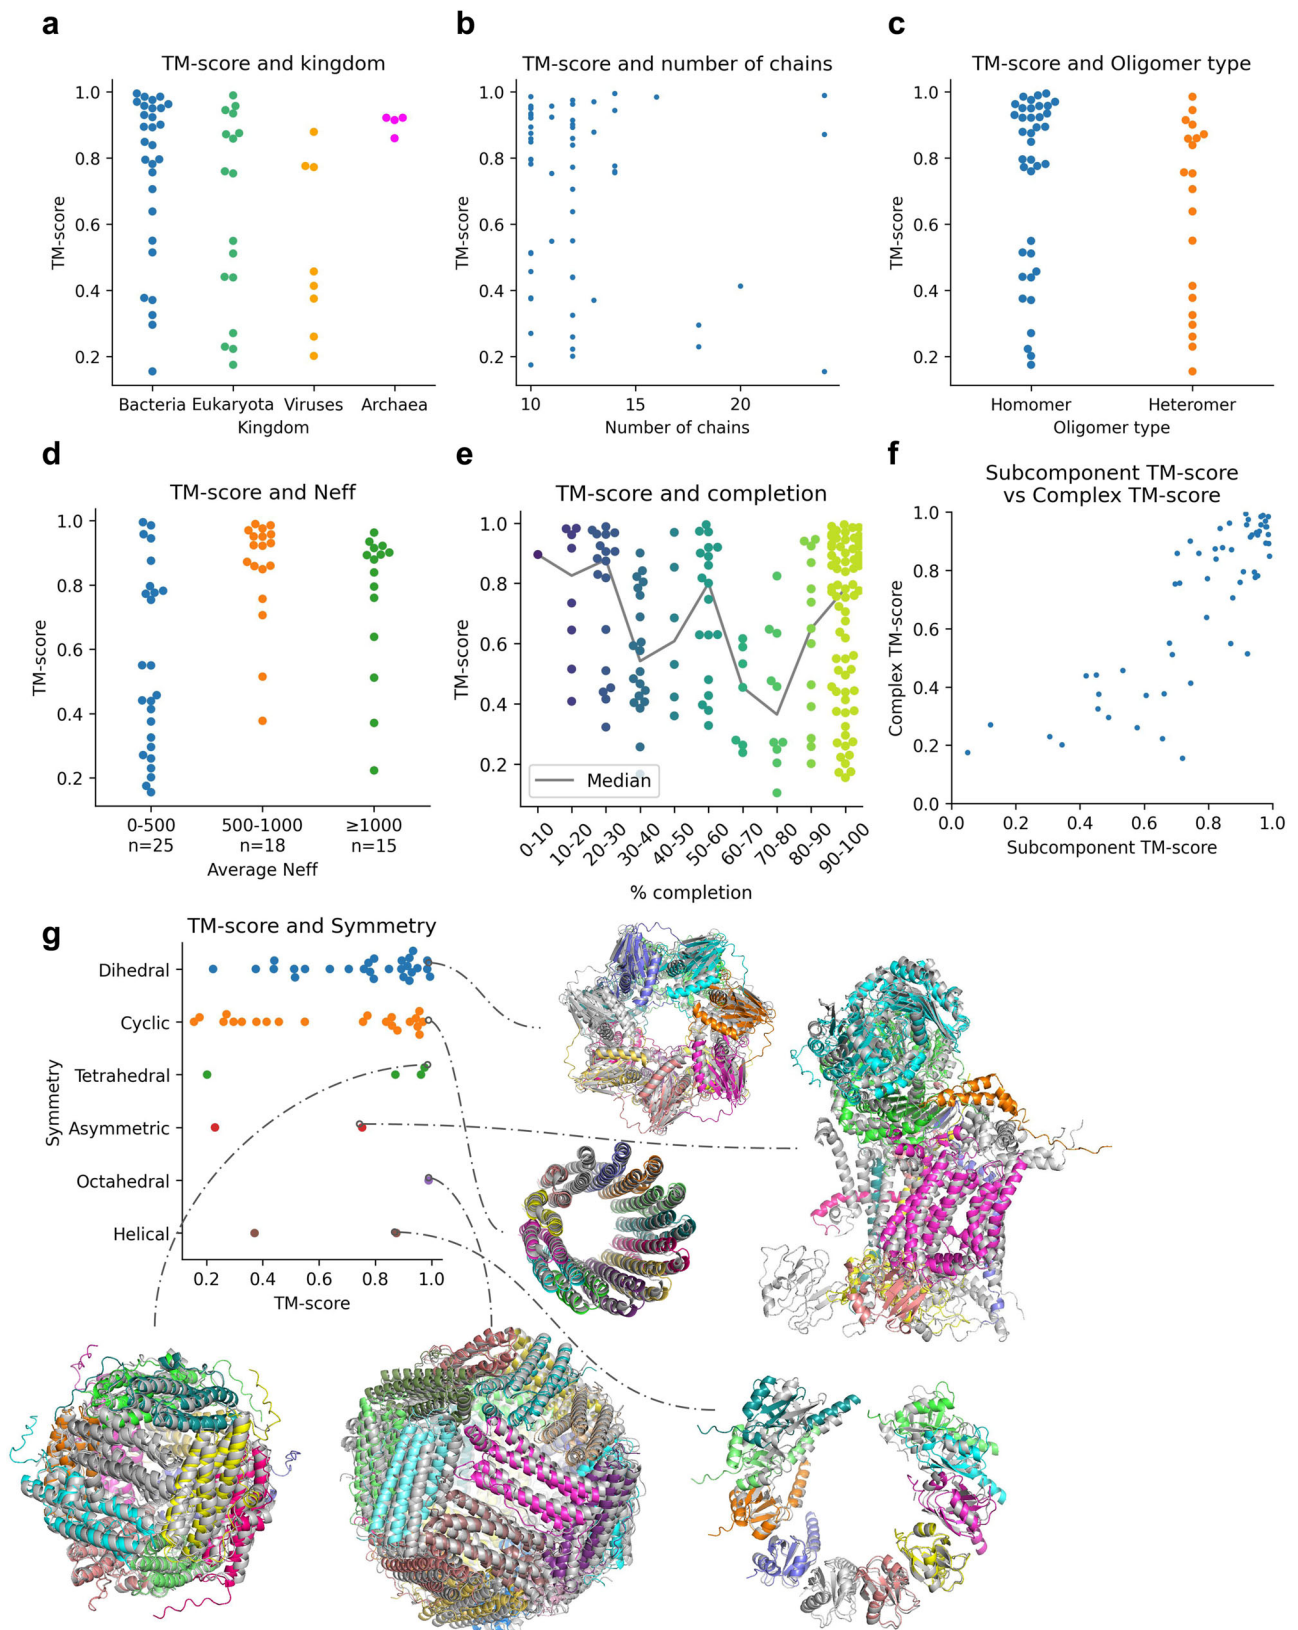 a
TM-score and kingdom
1.0
0.8
0.6
0.4
0.2
TM-score
Bacteria Eukaryota Viruses Archaea
Kingdom
b
TM-score and number of chains
1.0
0.8
0.6
0.4
0.2
TM-score
10 15 20
Number of chains
c
TM-score and Oligomer type
1.0
0.8
0.6
0.4
0.2
TM-score
Homomer Heteromer
Oligomer type
d
TM-score and Neff
1.0
0.8
0.6
0.4
0.2
TM-score
0-500 500-1000 ≥1000
n=25 n=18 n=15
Average Neff
e
TM-score and completion
1.0
0.8
0.6
0.4
0.2
TM-score
Median
0-10 10-20 20-30 30-40 40-50 50-60 60-70 70-80 80-90 90-100
% completion
f
Subcomponent TM-score
vs Complex TM-score
1.0
0.8
0.6
0.4
0.2
0.0
Complex TM-score
0.0 0.2 0.4 0.6 0.8 1.0
Subcomponent TM-score
g
TM-score and Symmetry
Dihedral
Cyclic
Tetrahedral
Asymmetric
Octahedral
Helical
Symmetry
0.2 0.4 0.6 0.8 1.0
TM-score